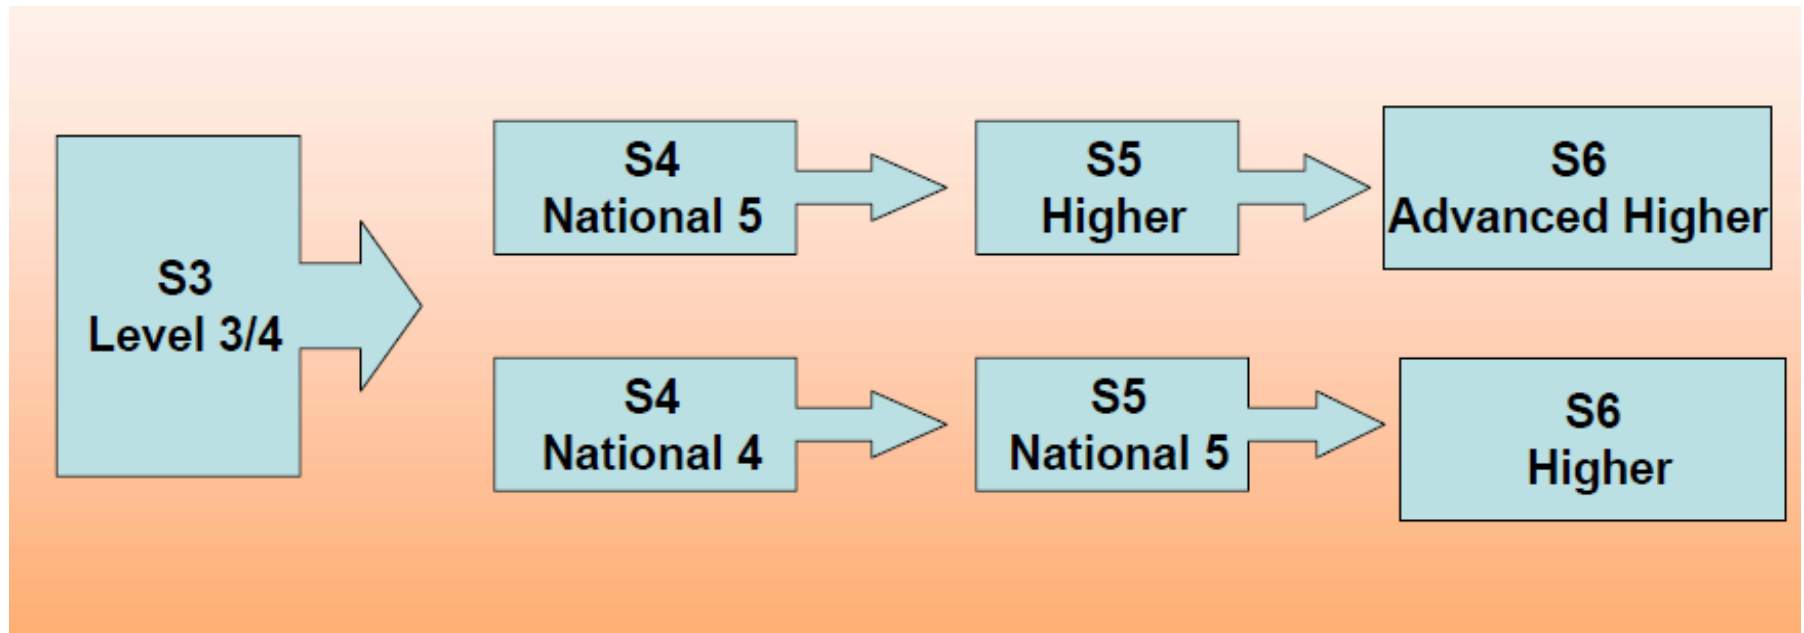 S3
Level 3/4
S4
National 5
S5
Higher
S6
Advanced Higher
S4
National 4
S5
National 5
S6
Higher